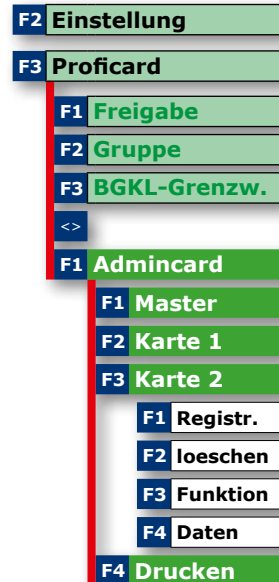 F2 Einstellung
F3 Proficard
F1 Freigabe
F2 Gruppe
F3 BGKL-Grenzw.
<>
F1 Admincard
F1 Master
F2 Karte 1
F3 Karte 2
F1 Registr.
F2 loeschen
F3 Funktion
F4 Daten
F4 Drucken